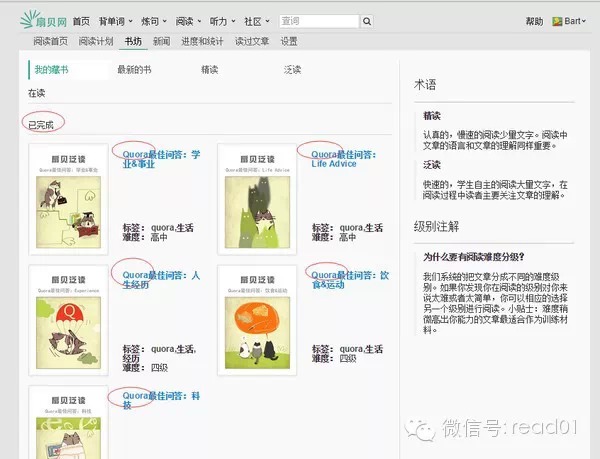 扇贝网 首页 背单词 炼句 阅读 听力 社区 查询 帮助 Bart
阅读首页 阅读计划 书坊 新闻 进度和统计 读过文章 设置
我的藏书 最新的书 精读 泛读
在读
已完成
扇贝泛读
Quora最佳问答：学业&事业
Quora最佳问答：学
业&事业
标签： quora,生活
难度： 高中
扇贝泛读
Quora最佳问答：Life Advice
Quora最佳问答：
Life Advice
标签： quora,生活
难度： 高中
扇贝泛读
Quora最佳问答：Experience
Q
Quora最佳问答：人
生经历
标签： quora,生活,
经历
难度： 四级
扇贝泛读
Quora最佳问答：饮食&运动
Quora最佳问答：饮
食&运动
标签： quora,生活
难度： 四级
扇贝泛读
Quora最佳问答：科技
Quora最佳问答：科
技
术语
精读
认真的，慢速的阅读少量文字。阅读中
文章的语言和文章的理解同样重要。
泛读
快速的，学生自主的阅读大量文字，在
阅读过程中读者主要关注文章的理解。
级别注解
为什么要有阅读难度分级？
我们系统的把文章分成不同的难度级
别。如果你发现你在阅读的级别对你来
说太难或者太简单，你可以相应的选择
另一个级别进行阅读。小贴士：难度稍
微高出你能力的文章最适合作为训练材
料。
微信号: read01